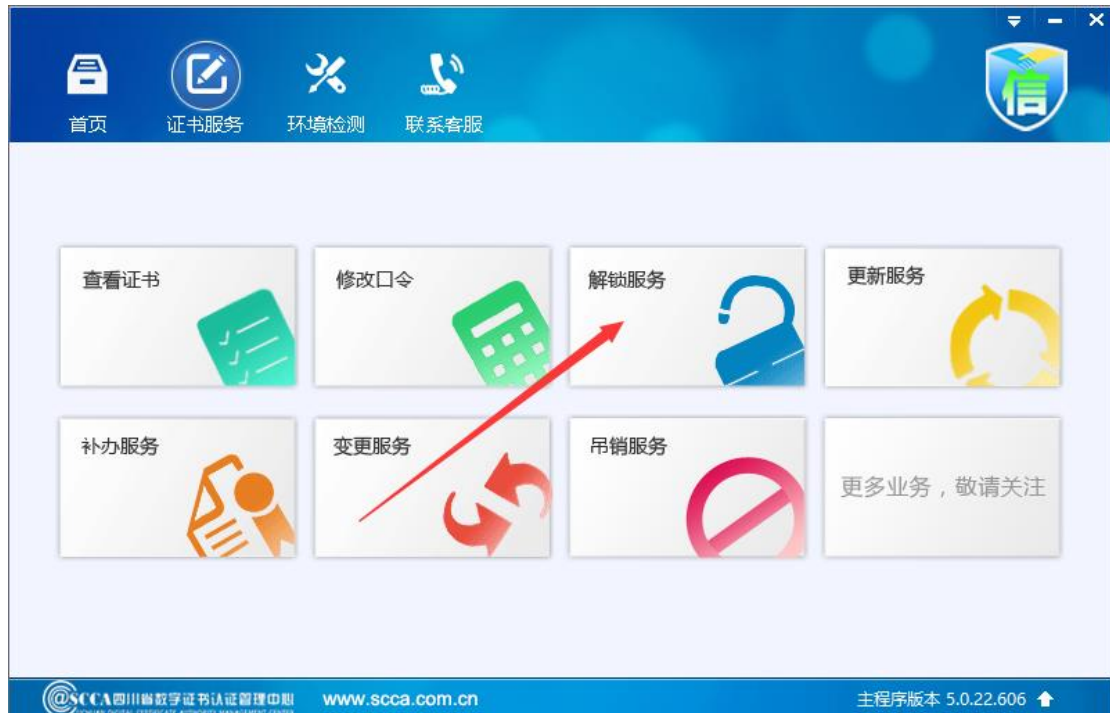 信
首页 证书服务 环境检测 联系客服
查看证书 修改口令 解锁服务 更新服务
补办服务 变更服务 吊销服务
更多业务，敬请关注
@SCCA四川省数字证书认证管理中心 www.scca.com.cn 主程序版本 5.0.22.606